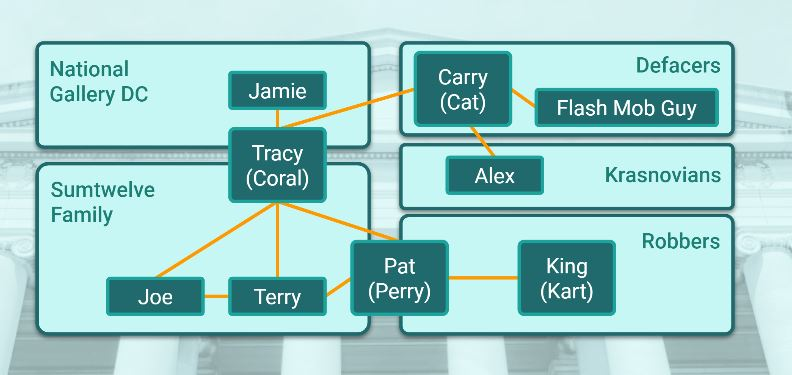 National
Gallery DC
Jamie
Tracy
(Coral)
Sumtwelve
Family
Joe
Terry
Pat
(Perry)
Carry
(Cat)
Defacers
Flash Mob Guy
Alex
Krasnovians
Robbers
King
(Kart)